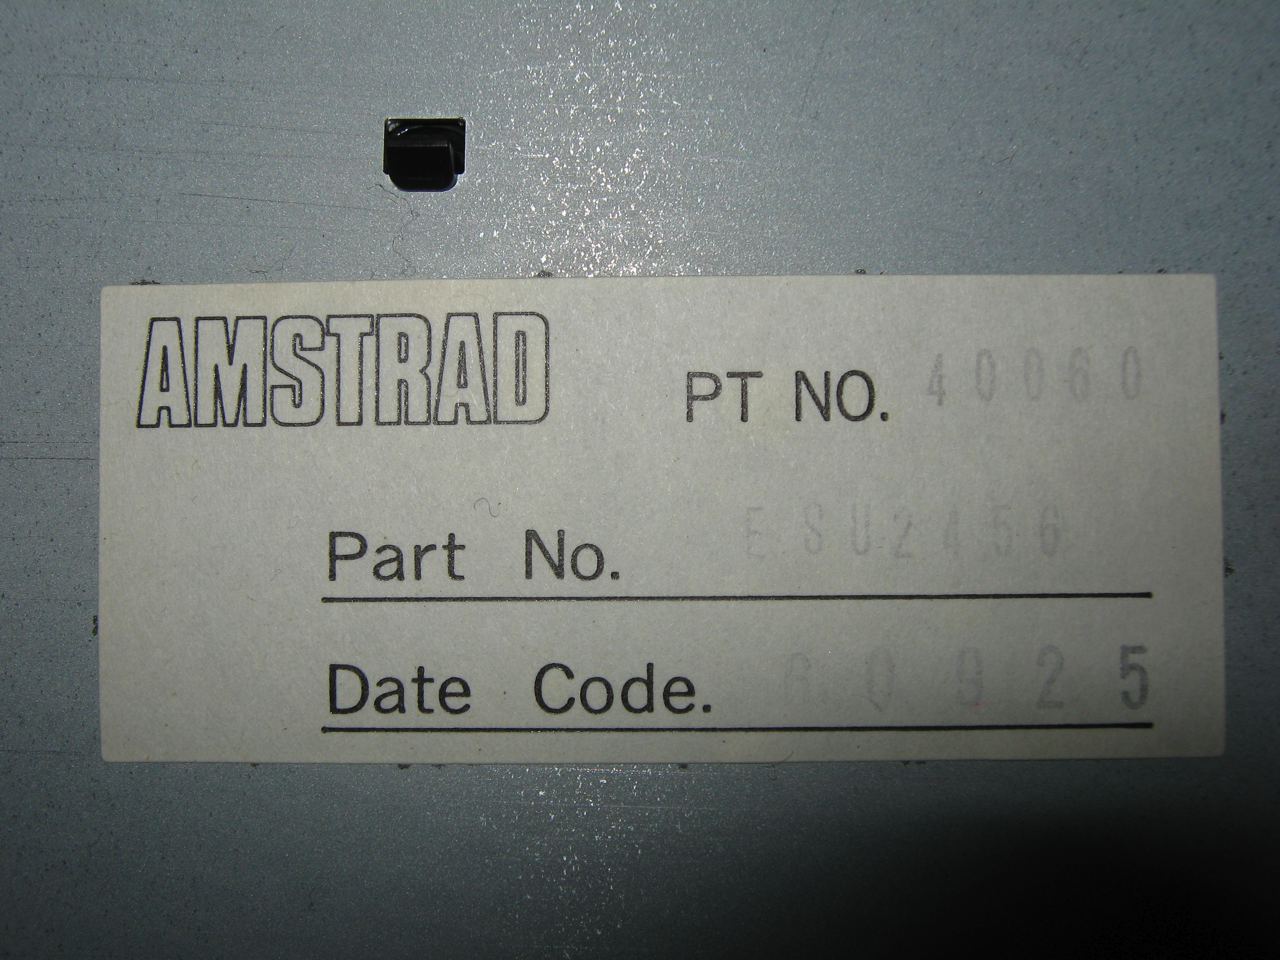 AMSTRAD PT NO. 40060
Part No. ESU2456
Date Code.